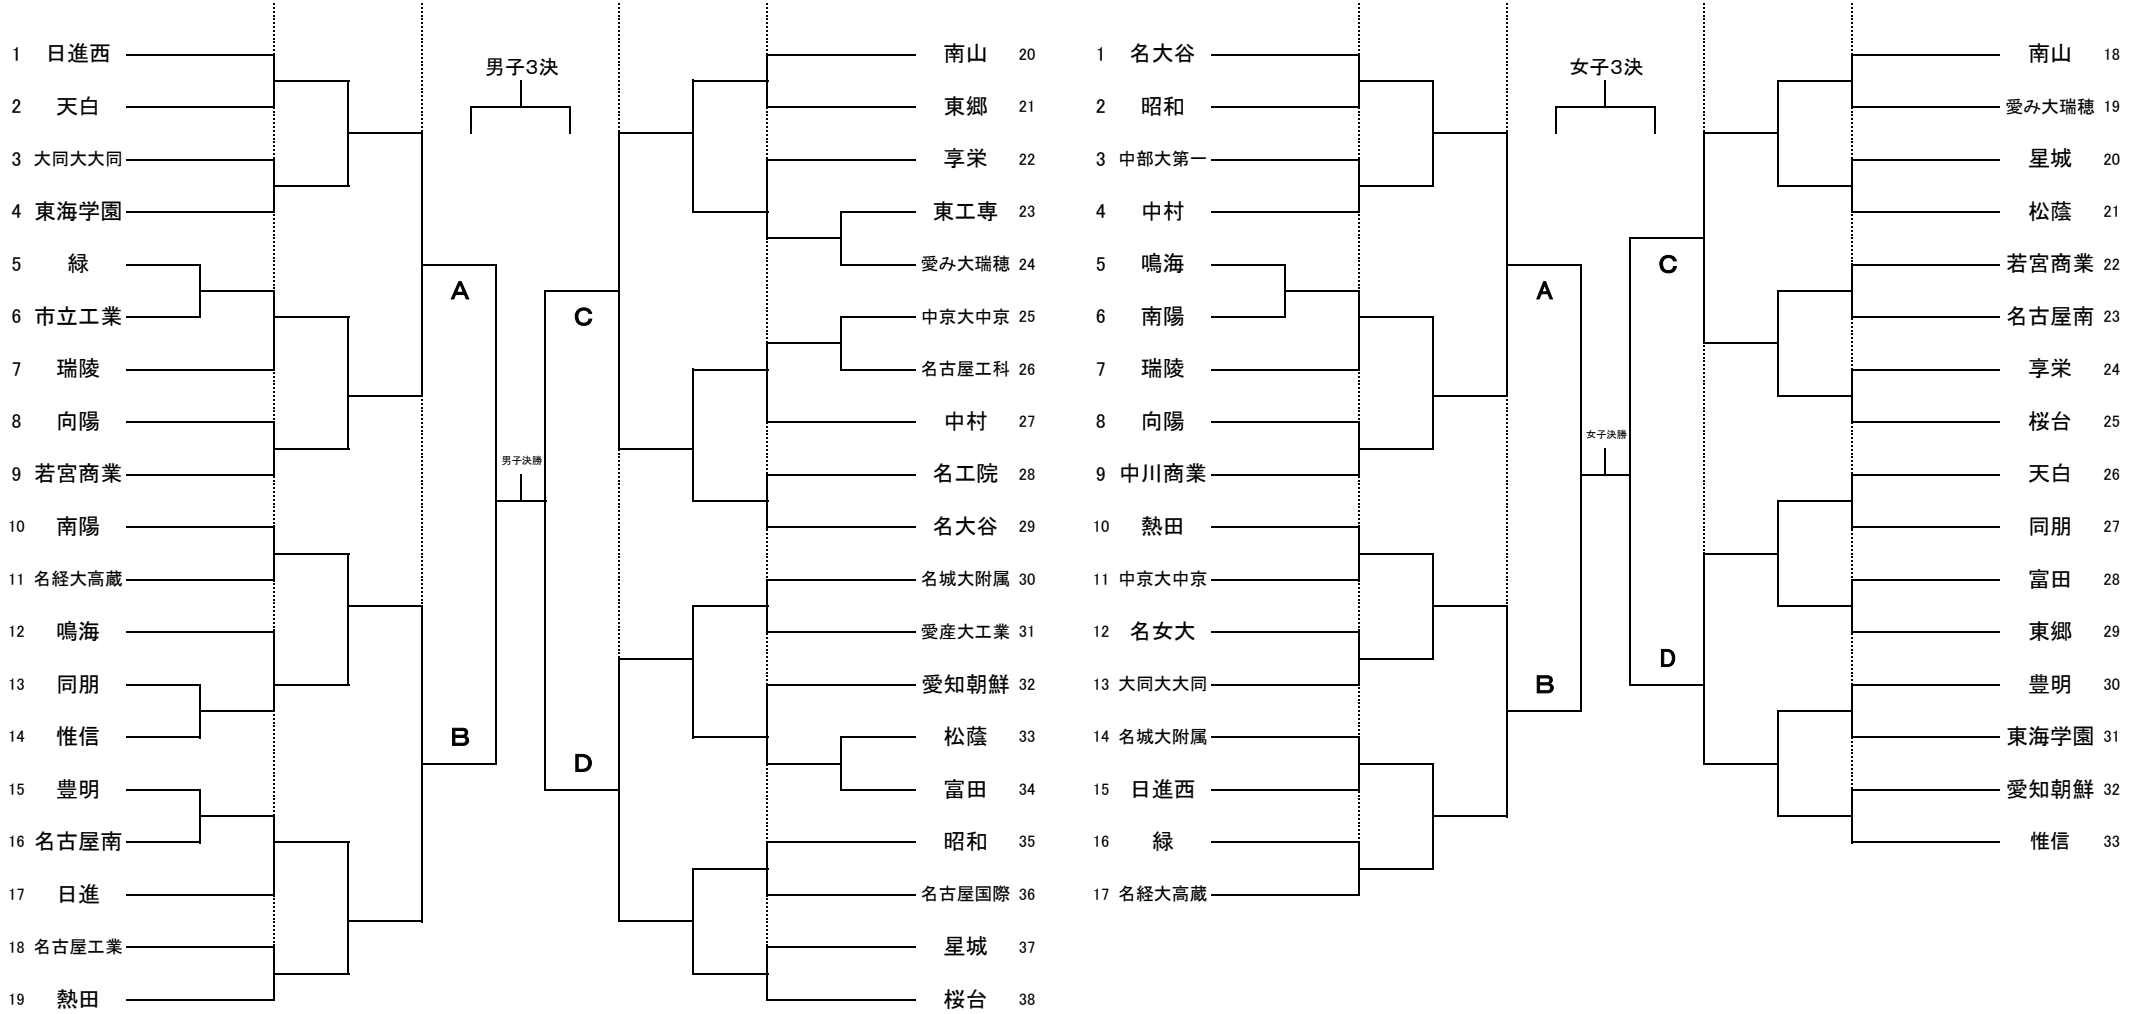 男子3決
1 日進西
2 天白
3 大同大大同
4 東海学園
5 緑
6 市立工業
7 瑞陵
8 向陽
9 若宮商業
10 南陽
11 名経大高蔵
12 鳴海
13 同朋
14 惟信
15 豊明
16 名古屋南
17 日進
18 名古屋工業
19 熱田
A
B
男子決勝
C
D
南山 20
東郷 21
享栄 22
東工専 23
愛み大瑞穂 24
中京大中京 25
名古屋工科 26
中村 27
名工院 28
名大谷 29
名城大附属 30
愛産大工業 31
愛知朝鮮 32
松蔭 33
富田 34
昭和 35
名古屋国際 36
星城 37
桜台 38
女子3決
1 名大谷
2 昭和
3 中部大第一
4 中村
5 鳴海
6 南陽
7 瑞陵
8 向陽
9 中川商業
10 熱田
11 中京大中京
12 名女大
13 大同大大同
14 名城大附属
15 日進西
16 緑
17 名経大高蔵
A
B
女子決勝
C
D
南山 18
愛み大瑞穂 19
星城 20
松蔭 21
若宮商業 22
名古屋南 23
享栄 24
桜台 25
天白 26
同朋 27
富田 28
東郷 29
豊明 30
東海学園 31
愛知朝鮮 32
惟信 33